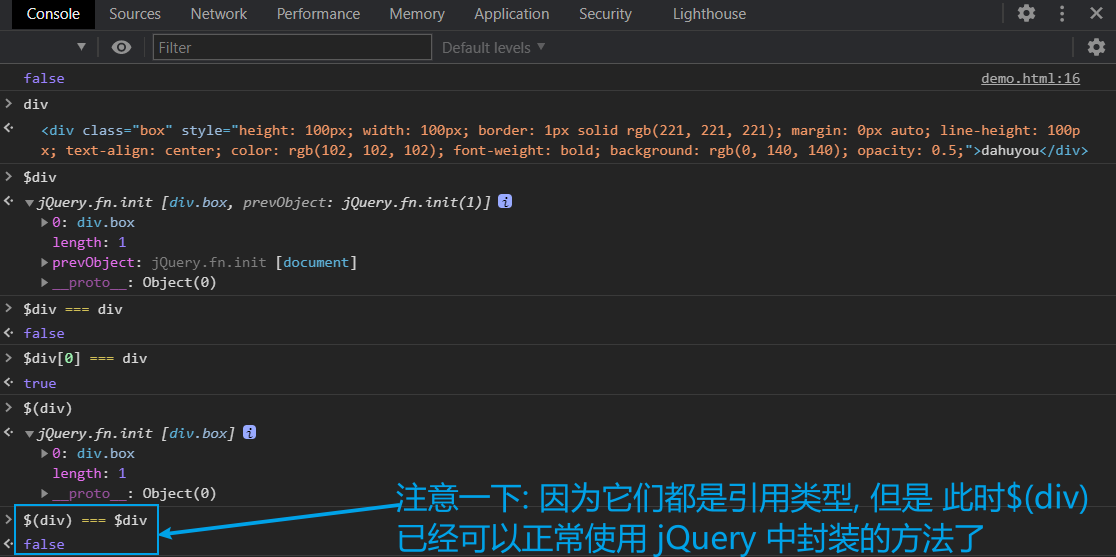 Console Sources Network Performance Memory Application Security Lighthouse
Filter Default levels
false demo.html:16
div
<div class="box" style="height: 100px; width: 100px; border: 1px solid rgb(221, 221, 221); margin: 0px auto; line-height: 100p
x; text-align: center; color: rgb(102, 102, 102); font-weight: bold; background: rgb(0, 140, 140); opacity: 0.5;">dahuyou</div>
$div
jQuery.fn.init [div.box, prevObject: jQuery.fn.init(1)] i
0: div.box
length: 1
prevObject: jQuery.fn.init [document]
__proto__: Object(0)
$div === div
false
$div[0] === div
true
$(div)
jQuery.fn.init [div.box] i
0: div.box
length: 1
__proto__: Object(0)
$(div) === $div
false
注意一下: 因为它们都是引用类型, 但是 此时$(div)
已经可以正常使用 jQuery 中封装的方法了